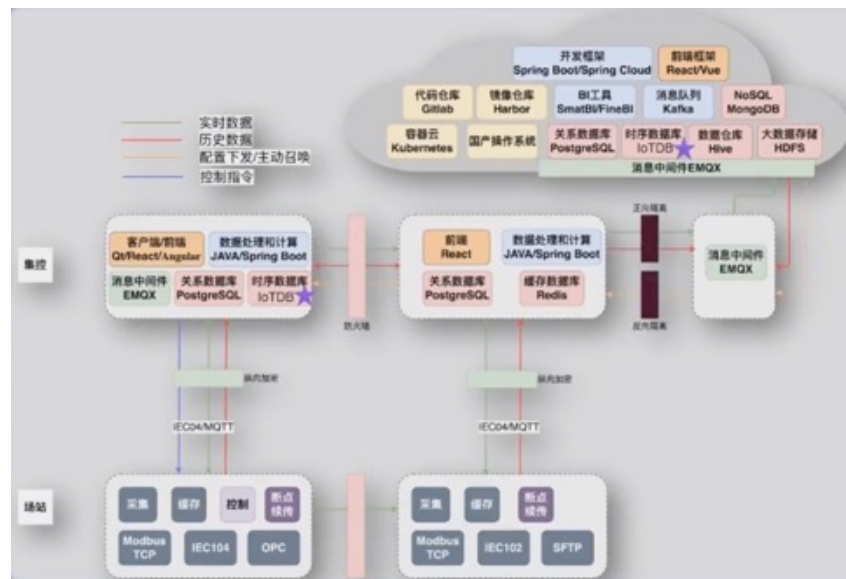 开发框架
Spring Boot/Spring Cloud
前端框架
React/Vue
代码仓库
Gitlab
镜像仓库
Harbor
BI工具
SmatBI/FineBI
消息队列
Kafka
NoSQL
MongoDB
容器云
Kubernetes
国产操作系统
关系数据库
PostgreSQL
时序数据库
IoTDB
数据仓库
Hive
大数据存储
HDFS
消息中间件EMQX
实时数据
历史数据
配置下发/主动召唤
控制指令
集控
客户端/前端
Qt/React/Angular
数据处理和计算
JAVA/Spring Boot
消息中间件
EMQX
关系数据库
PostgreSQL
时序数据库
IoTDB
防火墙
前端
React
数据处理和计算
JAVA/Spring Boot
关系数据库
PostgreSQL
缓存数据库
Redis
正向隔离
反向隔离
消息中间件
EMQX
纵向加密
IEC04/MQTT
纵向加密
IEC04/MQTT
场站
采集
缓存
控制
断点
续传
Modbus
TCP
IEC104
OPC
采集
缓存
断点
续传
Modbus
TCP
IEC102
SFTP